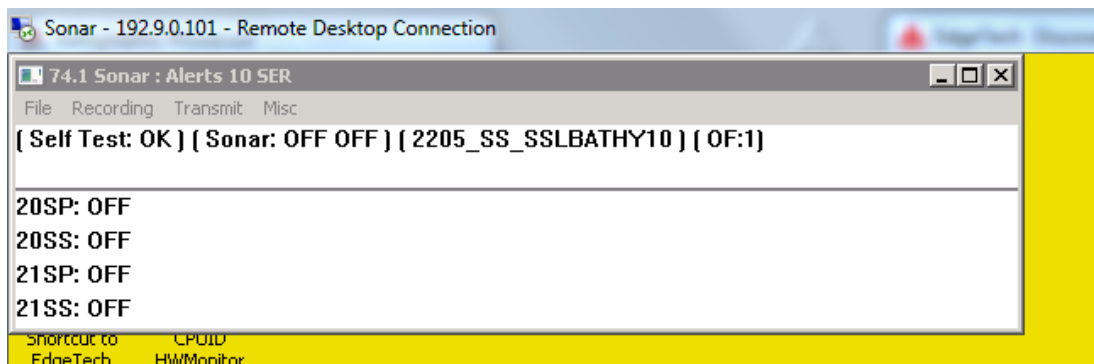 Sonar - 192.9.0.101 - Remote Desktop Connection
74.1 Sonar : Alerts 10 SER
File Recording Transmit Misc
( Self Test: OK ) ( Sonar: OFF OFF ) ( 2205_SS_SSLBATHY10 ) ( OF:1)
20SP: OFF
20SS: OFF
21SP: OFF
21SS: OFF
Shortcut to CPUID
EdgeTech HWMonitor